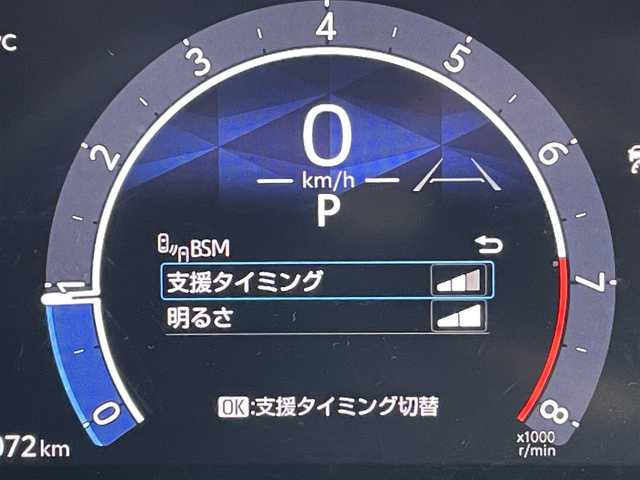 ℃
4
3
5
2
6
0
km/h
P
BSM
1
支援タイミング
7
明るさ
0
OK:支援タイミング切替
8
072km
x1000
r/min